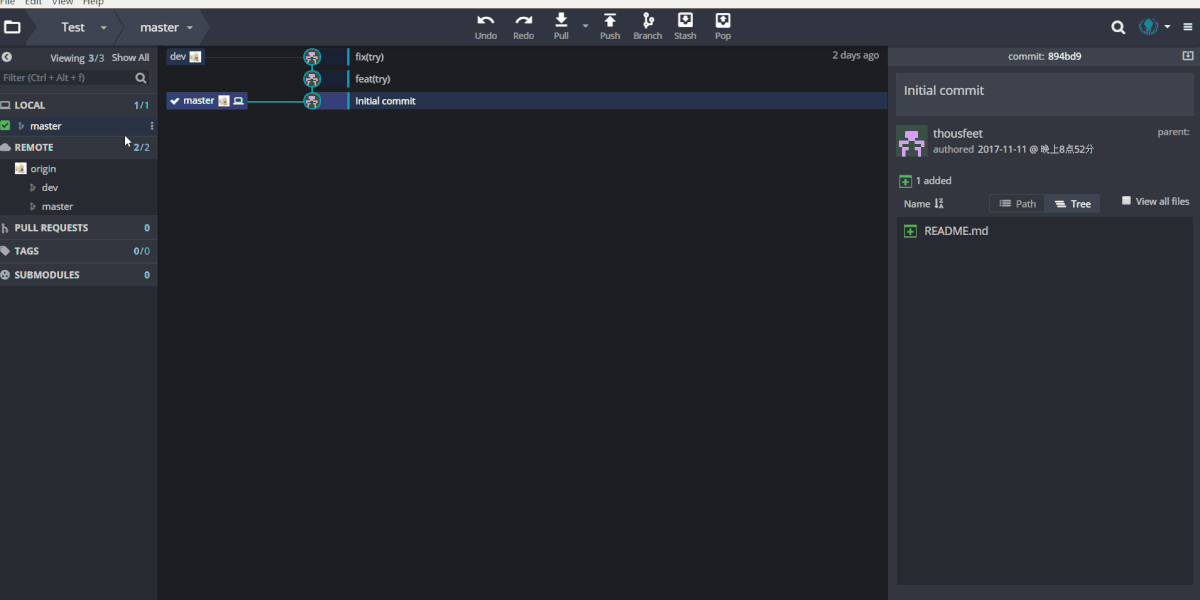 File Edit View Help
Test master
Undo Redo Pull Push Branch Stash Pop
Viewing 3/3 Show All
Filter (Ctrl + Alt + f)
LOCAL 1/1
master
REMOTE 2/2
origin
dev
master
PULL REQUESTS 0
TAGS 0/0
SUBMODULES 0
dev fix(try) 2 days ago
feat(try)
master Initial commit
commit: 894bd9
Initial commit
thousfeet parent:
authored 2017-11-11 @ 晚上8点52分
1 added
Name Path Tree View all files
README.md